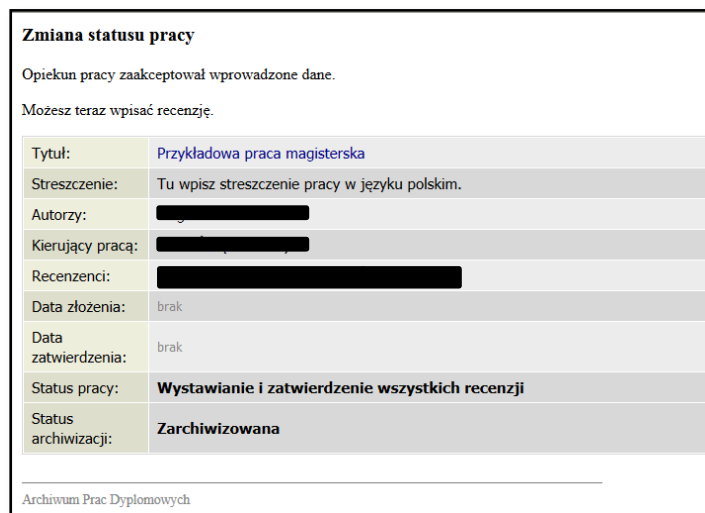 Zmiana statusu pracy
Opiekun pracy zaakceptował wprowadzone dane.
Możesz teraz wpisać recenzję.
Tytuł: Przykładowa praca magisterska
Streszczenie: Tu wpisz streszczenie pracy w języku polskim.
Autorzy:
Kierujący pracą:
Recenzenci:
Data złożenia: brak
Data
zatwierdzenia: brak
Status pracy: Wystawianie i zatwierdzenie wszystkich recenzji
Status
archiwizacji: Zarchiwizowana
Archiwum Prac Dyplomowych